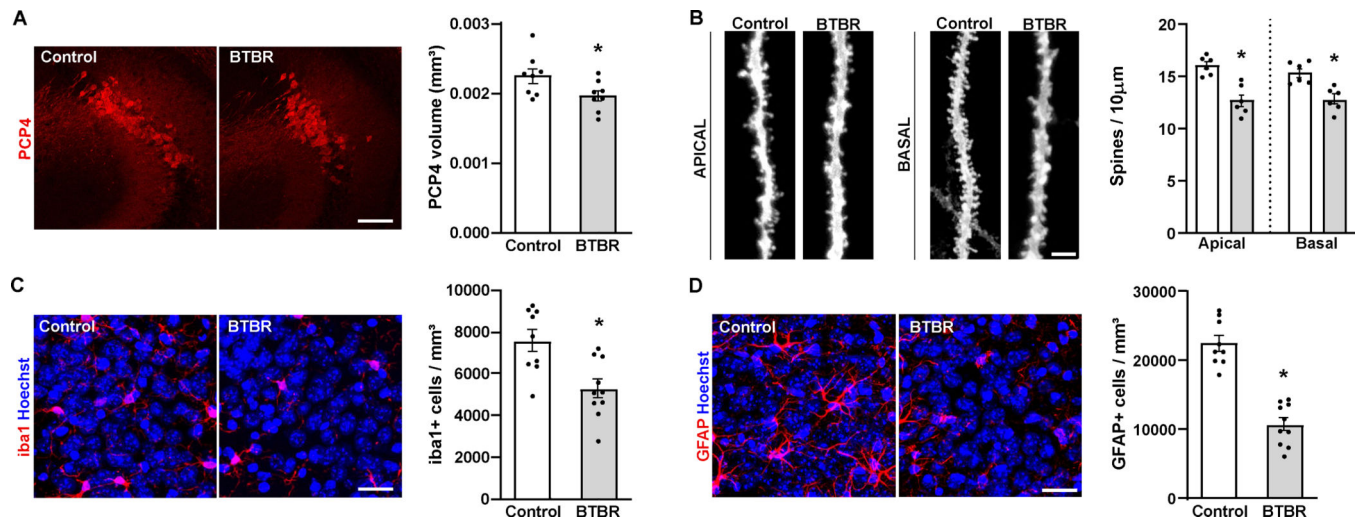 A
Control
BTBR
PCP4
PCP4 volume (mm³)
0.003
0.002
0.001
0.000
*
Control BTBR
B
Control BTBR
APICAL
Control BTBR
BASAL
Spines / 10μm
20
15
10
5
0
* *
Apical Basal
C
Control
BTBR
iba1 Hoechst
iba1+ cells / mm³
10000
8000
6000
4000
2000
0
*
Control BTBR
D
Control
BTBR
GFAP Hoechst
GFAP+ cells / mm³
30000
20000
10000
0
*
Control BTBR